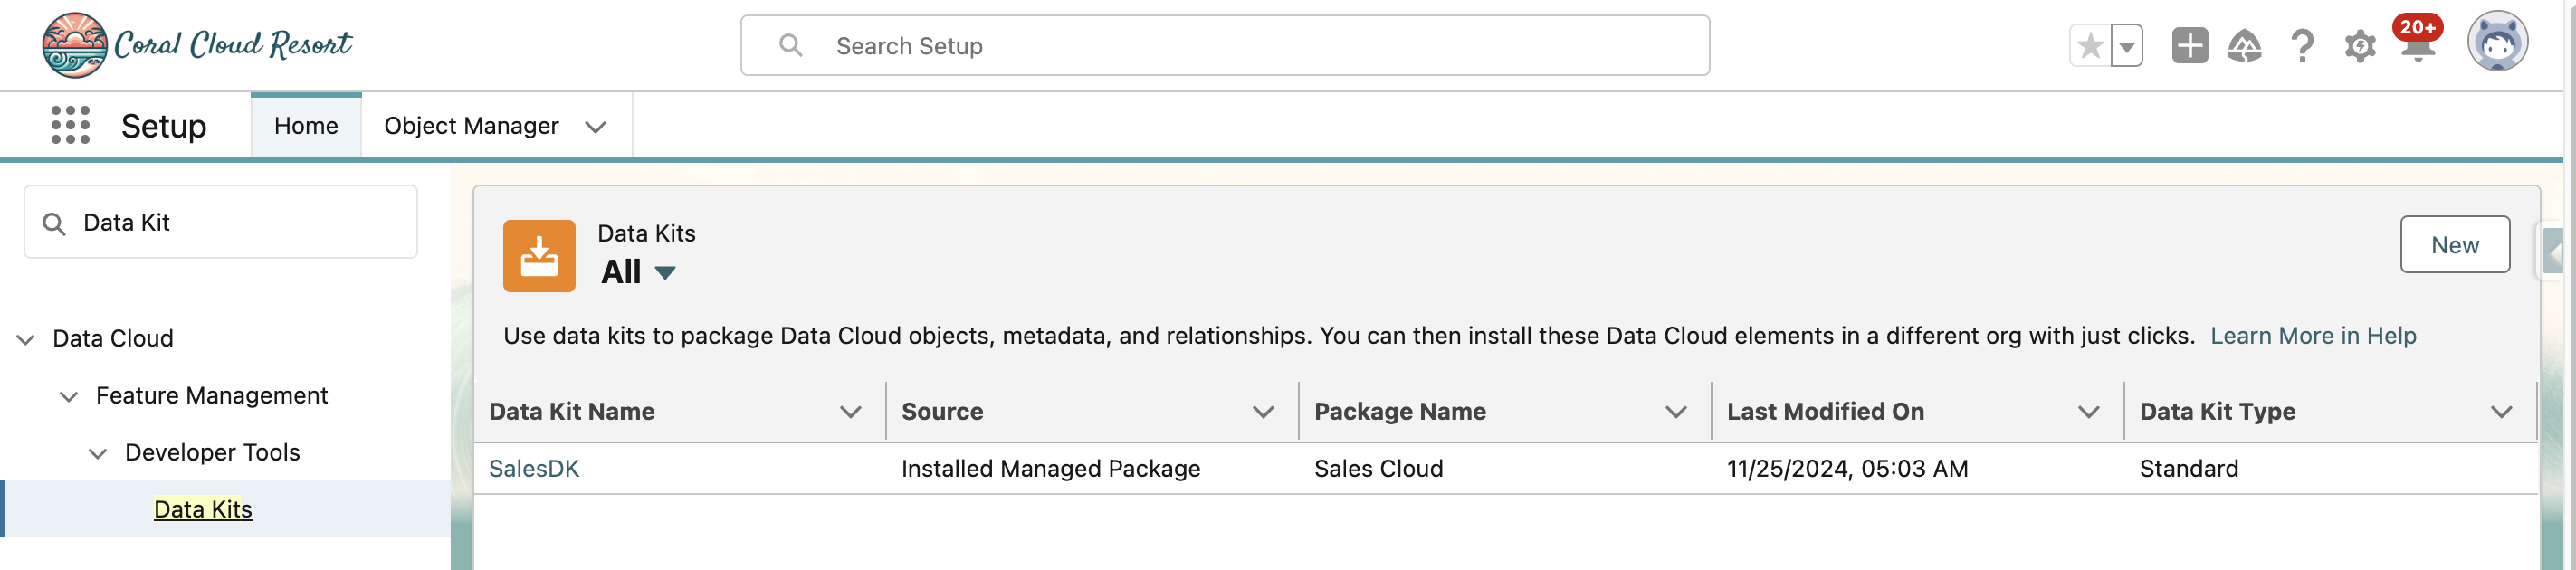 Coral Cloud Resort
Search Setup
20+
Setup
Home
Object Manager
Data Kit
Data Cloud
Feature Management
Developer Tools
Data Kits
Data Kits
All
New
Use data kits to package Data Cloud objects, metadata, and relationships. You can then install these Data Cloud elements in a different org with just clicks. Learn More in Help
Data Kit Name Source Package Name Last Modified On Data Kit Type
SalesDK Installed Managed Package Sales Cloud 11/25/2024, 05:03 AM Standard